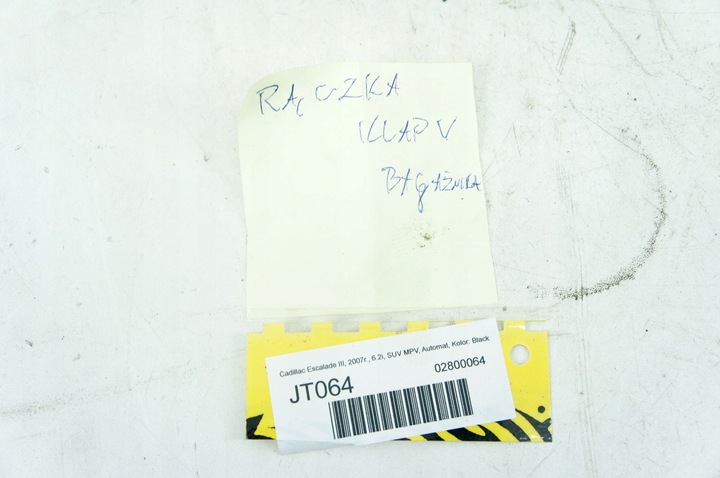 RĄCZKA
KLAPY
BAGAŻNIKA
Cadillac Escalade III, 2007r., 6.2i, SUV MPV, Automat, Kolor: Black
02800064
JT064